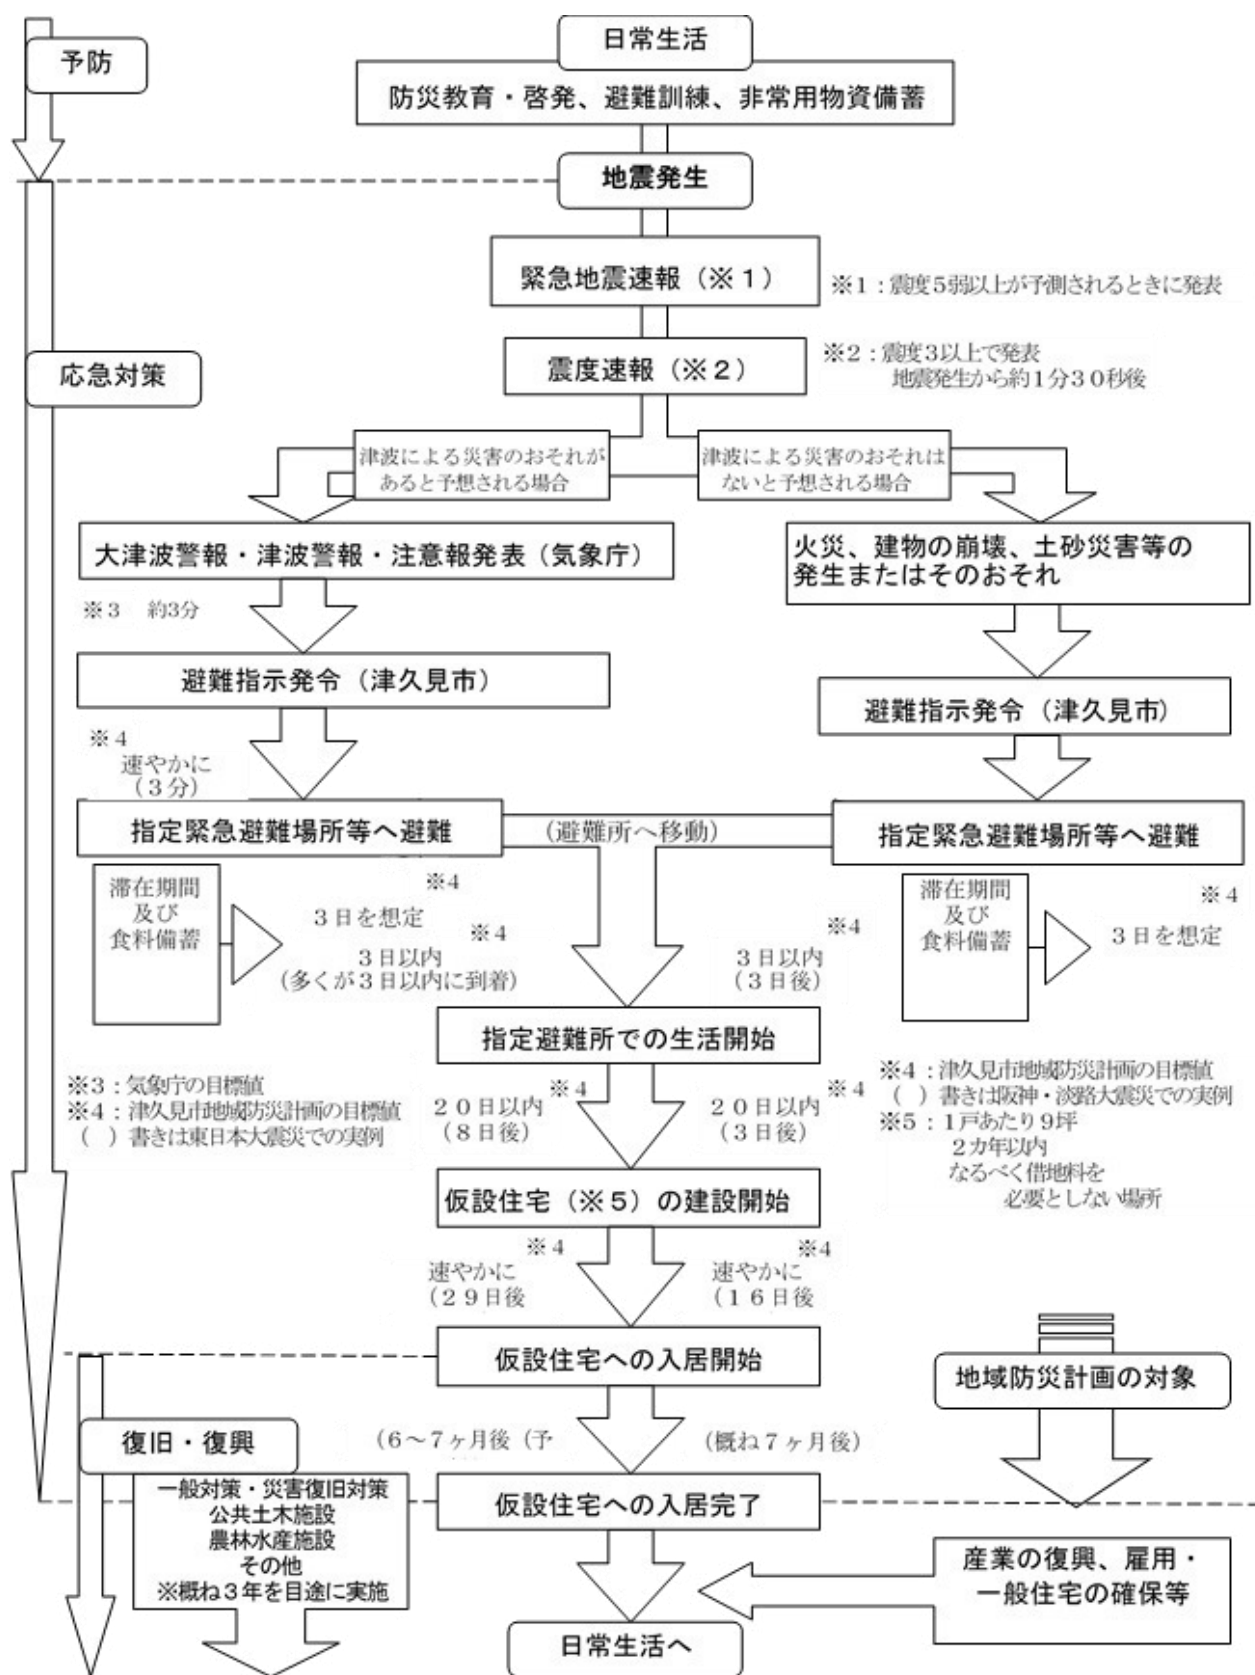 予防
日常生活
防災教育・啓発、避難訓練、非常用物資備蓄
地震発生
緊急地震速報（※１）
※１：震度５弱以上が予測されるときに発表
応急対策
震度速報（※２）
※２：震度３以上で発表
地震発生から約１分３０秒後
津波による災害のおそれが
あると予想される場合
津波による災害のおそれは
ないと予想される場合
大津波警報・津波警報・注意報発表（気象庁）
火災、建物の崩壊、土砂災害等の
発生またはそのおそれ
※３　約3分
避難指示発令（津久見市）
避難指示発令（津久見市）
※４
速やかに
（３分）
指定緊急避難場所等へ避難
（避難所へ移動）
指定緊急避難場所等へ避難
滞在期間
及び
食料備蓄
※４
３日を想定
※４
３日以内
（多くが３日以内に到着）
※４
３日以内
（３日後）
滞在期間
及び
食料備蓄
※４
３日を想定
指定避難所での生活開始
※３：気象庁の目標値
※４：津久見市地域防災計画の目標値
（　）書きは東日本大震災での実例
※４
２０日以内
（８日後）
※４
２０日以内
（３日後）
※４：津久見市地域防災計画の目標値
（　）書きは阪神・淡路大震災での実例
※５：１戸あたり９坪
２カ年以内
なるべく借地料を
必要としない場所
仮設住宅（※５）の建設開始
※４
速やかに
（２９日後
※４
速やかに
（１６日後
仮設住宅への入居開始
地域防災計画の対象
復旧・復興
（６～７ヶ月後（予
（概ね７ヶ月後）
一般対策・災害復旧対策
公共土木施設
農林水産施設
その他
※概ね３年を目途に実施
仮設住宅への入居完了
産業の復興、雇用・
一般住宅の確保等
日常生活へ